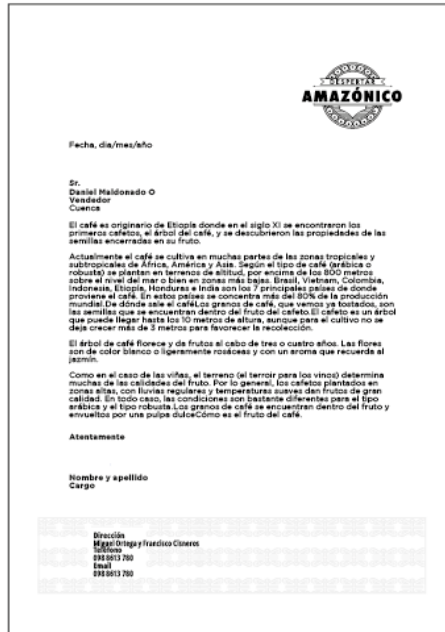 DESPERTAR
AMAZÓNICO
Fecha, dia/mes/año
Sr.
Daniel Maldonado O
Vendedor
Cuenca
El café es originario de Etiopía donde en el siglo XI se encontraron los
primeros cafetos, el árbol del café, y se descubrieron las propiedades de las
semillas encerradas en su fruto.
Actualmente el café se cultiva en muchas partes de las zonas tropicales y
subtropicales de África, América y Asia. Según el tipo de café (arábica o
robusta) se plantan en terrenos de altitud, por encima de los 800 metros
sobre el nivel del mar o bien en zonas más bajas. Brasil, Vietnam, Colombia,
Indonesia, Etiopía, Honduras e India son los 7 principales países de donde
proviene el café. En estos países se concentra más del 80% de la producción
mundial.De dónde sale el caféLos granos de café, que vemos ya tostados, son
las semillas que se encuentran dentro del fruto del cafeto.El cafeto es un árbol
que puede llegar hasta los 10 metros de altura, aunque para el cultivo no se
deja crecer más de 3 metros para favorecer la recolección.
El árbol de café florece y da frutos al cabo de tres o cuatro años. Las flores
son de color blanco o ligeramente rosáceas y con un aroma que recuerda al
jazmín.
Como en el caso de las viñas, el terreno (el terroir para los vinos) determina
muchas de las calidades del fruto. Por lo general, los cafetos plantados en
zonas altas, con lluvias regulares y temperaturas suaves dan frutos de gran
calidad. En todo caso, las condiciones son bastante diferentes para el tipo
arábica y el tipo robusta.Los granos de café se encuentran dentro del fruto y
envueltos por una pulpa dulceCómo es el fruto del café.
Atentamente
Nombre y apellido
Cargo
Dirección
Miguel Ortega y Francisco Cisneros
Teléfono
098 8613 780
Email
098 8613 780